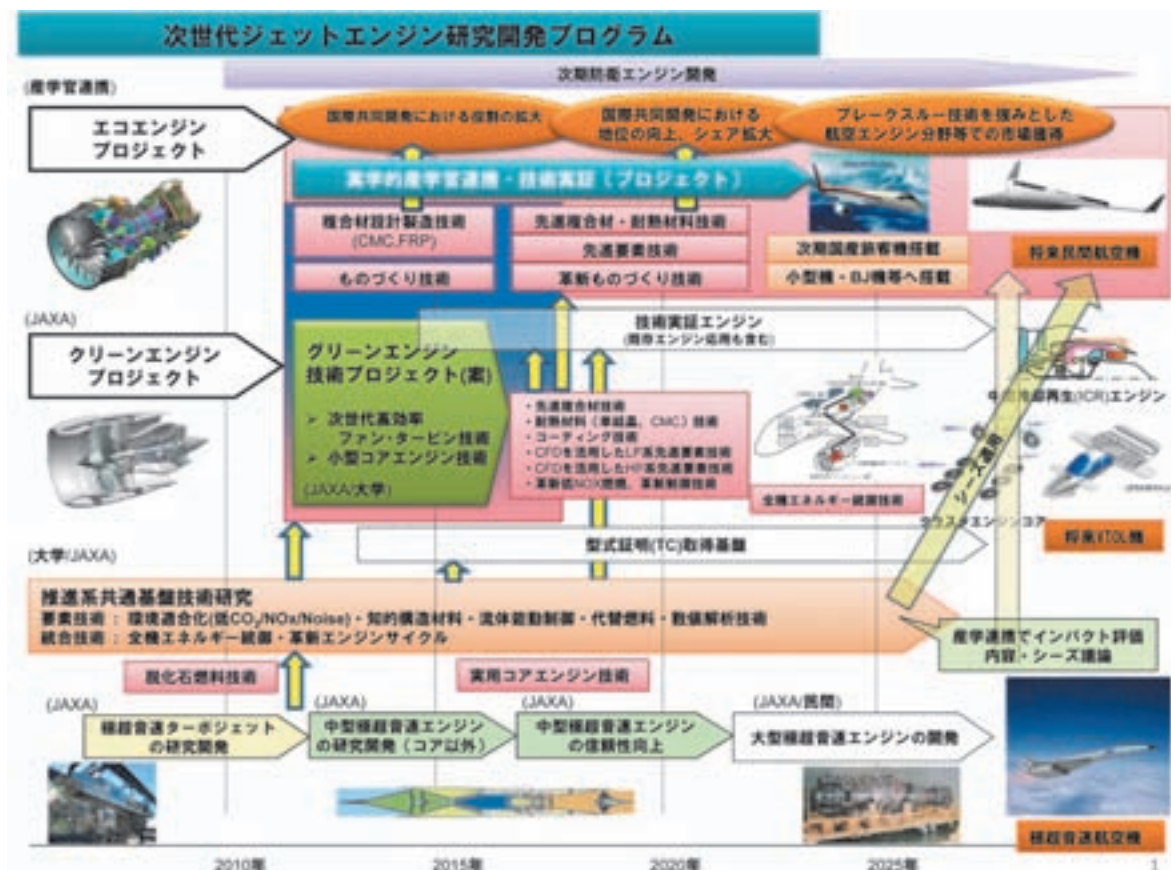 次世代ジェットエンジン研究開発プログラム
次期防衛エンジン開発
(産学官連携)
エコエンジン
プロジェクト
国際共同開発における役割の拡大
国際共同開発における
地位の向上、シェア拡大
ブレークスルー技術を強みとした
航空エンジン分野等での市場獲得
産学官連携・技術実証(プロジェクト)
複合材設計製造技術
(CMC,FRP)
ものづくり技術
先進複合材・耐熱材料技術
先進要素技術
革新ものづくり技術
次期国産旅客機搭載
小型機・BJ機等へ搭載
将来民間航空機
(JAXA)
クリーンエンジン
プロジェクト
グリーンエンジン
技術プロジェクト(案)
➢ 次世代高効率
ファン・タービン技術
➢ 小型コアエンジン技術
(JAXA/大学)
技術実証エンジン
(既存エンジン応用も含む)
・先進複合材技術
・耐熱材料(単結晶、CMC)技術
・コーティング技術
・CFDを活用したLP系先進要素技術
・CFDを活用したHP系先進要素技術
・革新低NOX燃焼、革新制御技術
全機エネルギー統御技術
再生(ICR)エンジン
シーズ適用
クラスタエンジンコア
将来VTOL機
型式証明(TC)取得基盤
(大学/JAXA)
推進系共通基盤技術研究
要素技術:環境適合化(低CO2/NOx/Noise)・知的構造材料・流体能動制御・代替燃料・数値解析技術
統合技術:全機エネルギー統御・革新エンジンサイクル
産学連携でインパクト評価
内容・シーズ議論
脱化石燃料技術
実用コアエンジン技術
(JAXA)
極超音速ターボジェット
の研究開発
(JAXA)
中型極超音速エンジン
の研究開発(コア以外)
(JAXA)
中型極超音速エンジン
の信頼性向上
(JAXA/民間)
大型極超音速エンジンの開発
極超音速航空機
2010年
2015年
2020年
2025年
1